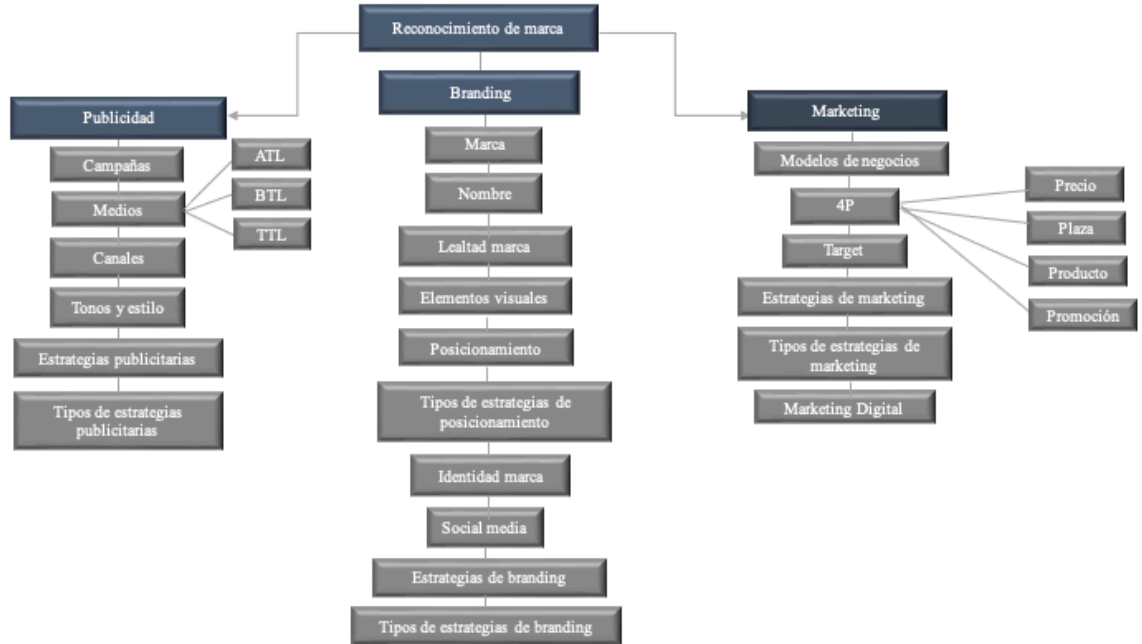 Reconocimiento de marca
Publicidad
Campañas
Medios
ATL
BTL
TTL
Canales
Tonos y estilo
Estrategias publicitarias
Tipos de estrategias
publicitarias
Branding
Marca
Nombre
Lealtad marca
Elementos visuales
Posicionamiento
Tipos de estrategias de
posicionamiento
Identidad marca
Social media
Estrategias de branding
Tipos de estrategias de branding
Marketing
Modelos de negocios
4P
Precio
Plaza
Producto
Promoción
Target
Estrategias de marketing
Tipos de estrategias de
marketing
Marketing Digital